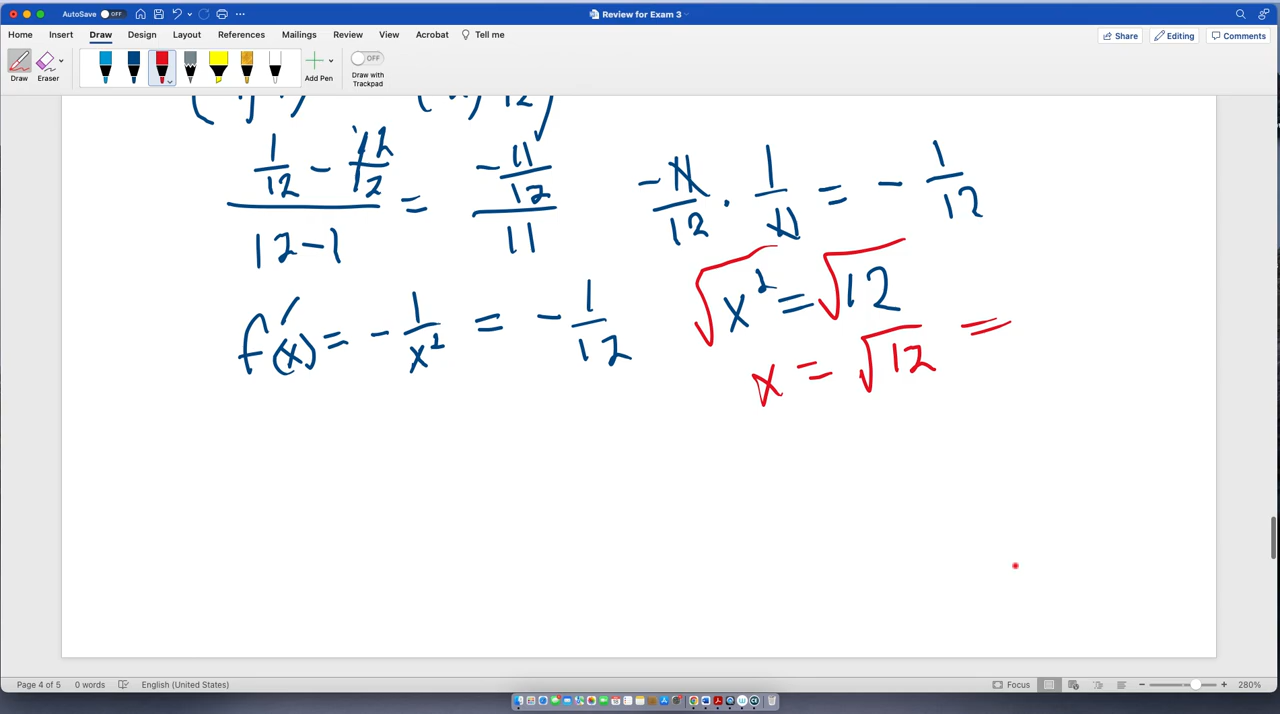 AutoSave OFF Review for Exam 3
Home Insert Draw Design Layout References Mailings Review View Acrobat Tell me Share Editing Comments
OFF
Draw Eraser Add Pen Draw with Trackpad
1/12 - 12/12 = -11/12 -11/12 · 1/11 = - 1/12
12-1 11
√x² = √12
f'(x) = - 1/x² = - 1/12
x = √12 =
Page 4 of 5 0 words English (United States) Focus 280%